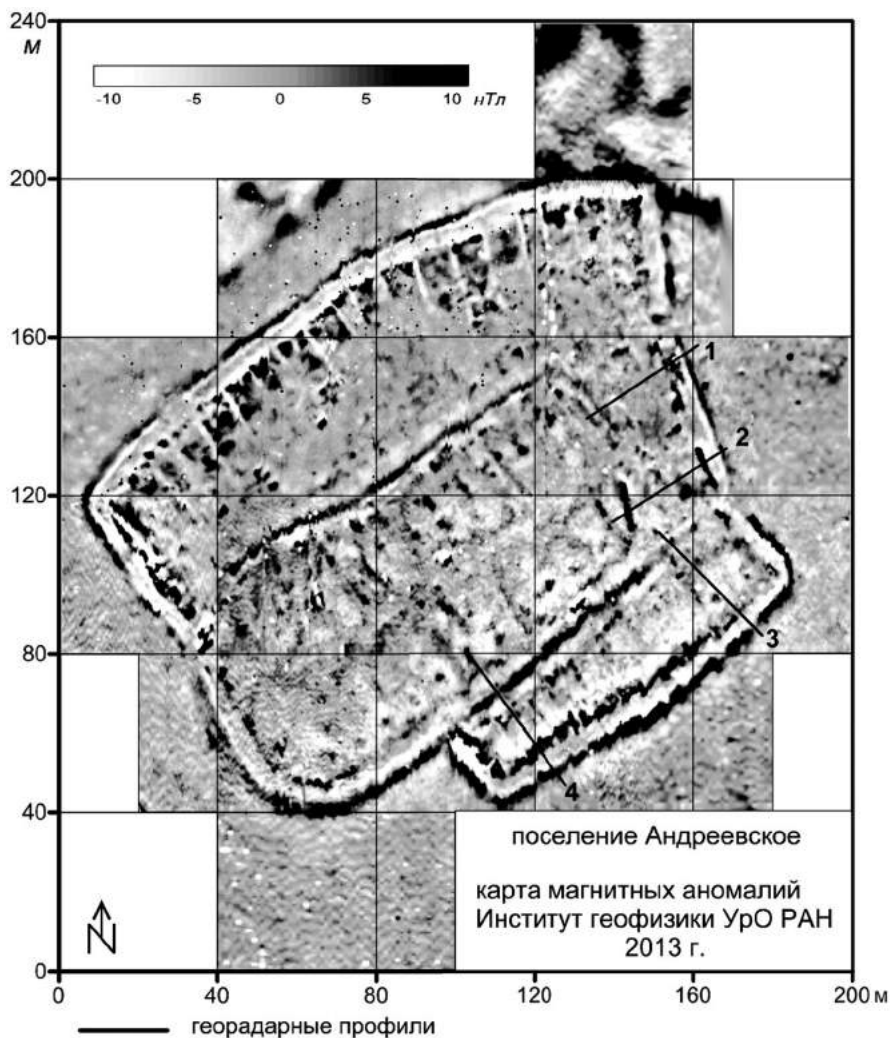 240
М
-10 -5 0 5 10 нТл
200
160
1
2
120
3
80
4
40
поселение Андреевское
карта магнитных аномалий
Институт геофизики УрО РАН
2013 г.
N
0
0 40 80 120 160 200 м
георадарные профили